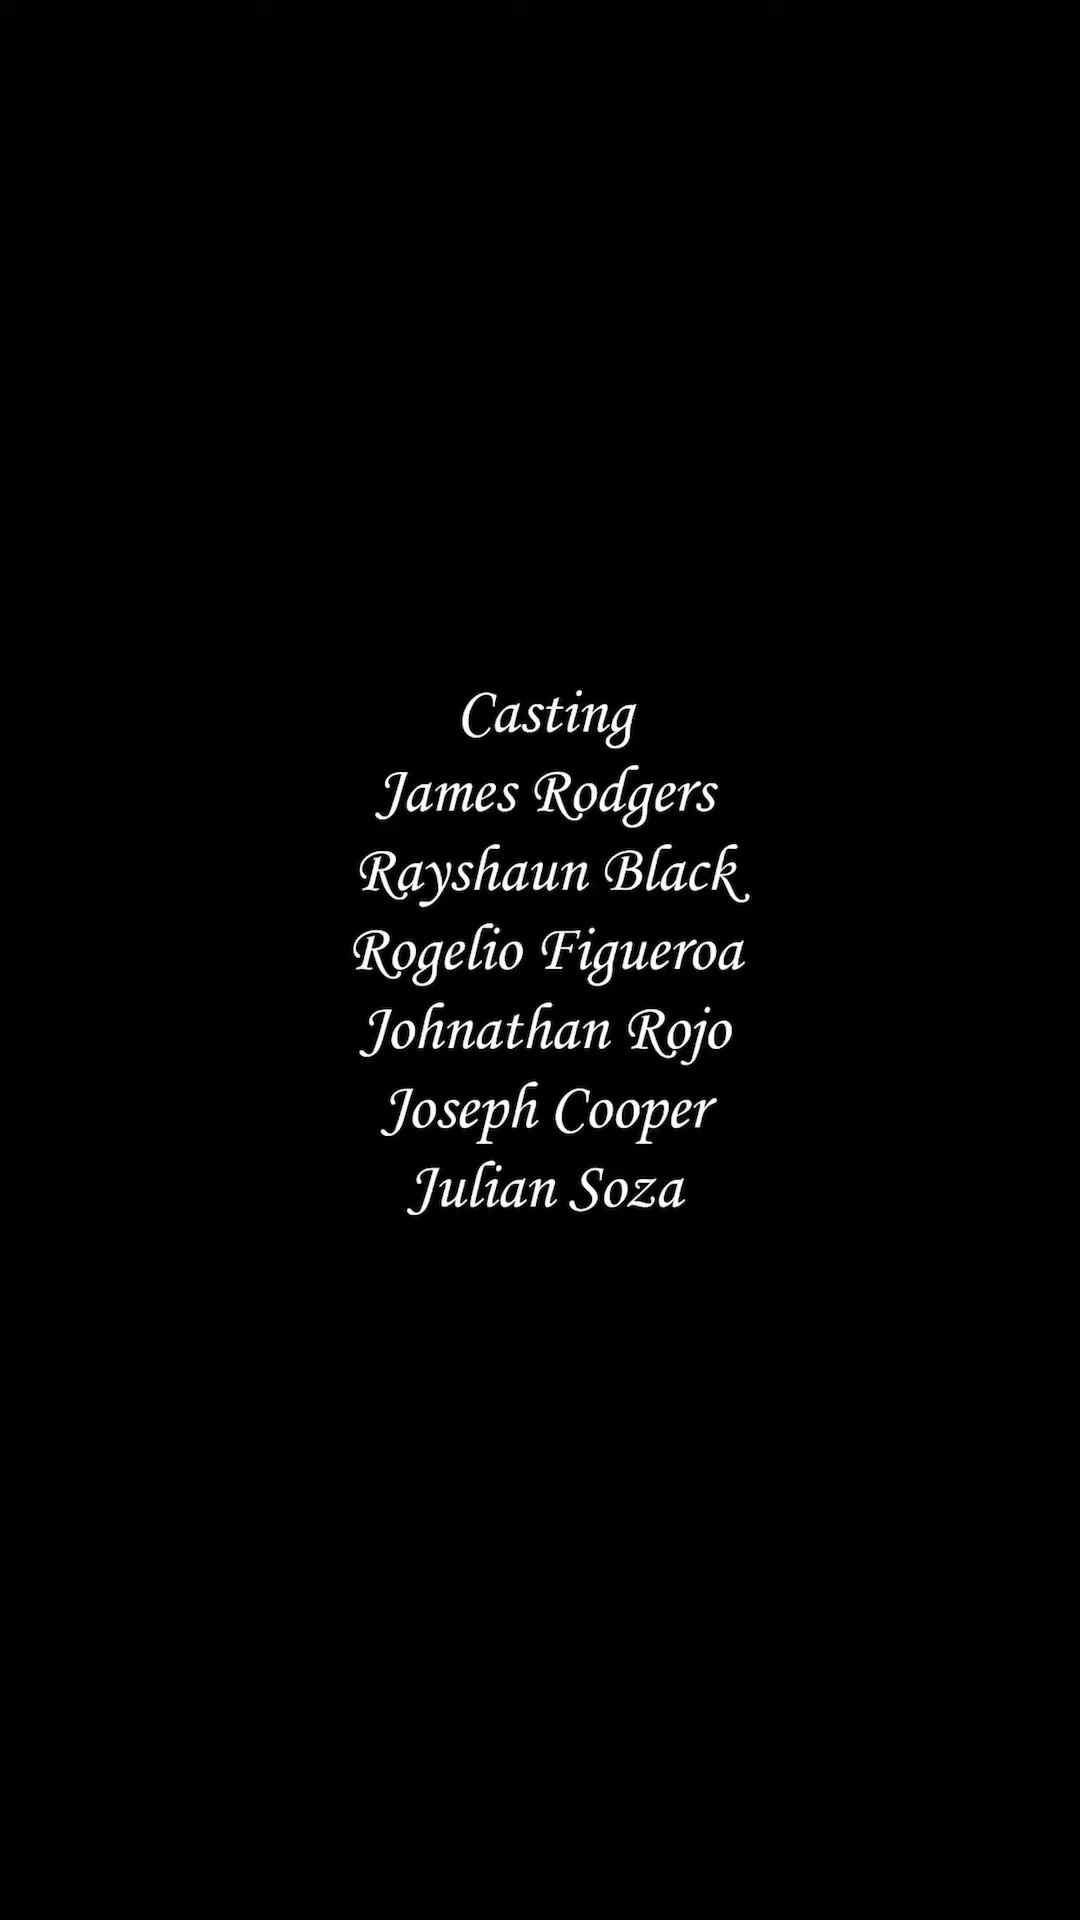 Casting
James Rodgers
Rayshaun Black
Rogelio Figueroa
Johnathan Rojo
Joseph Cooper
Julian Soza